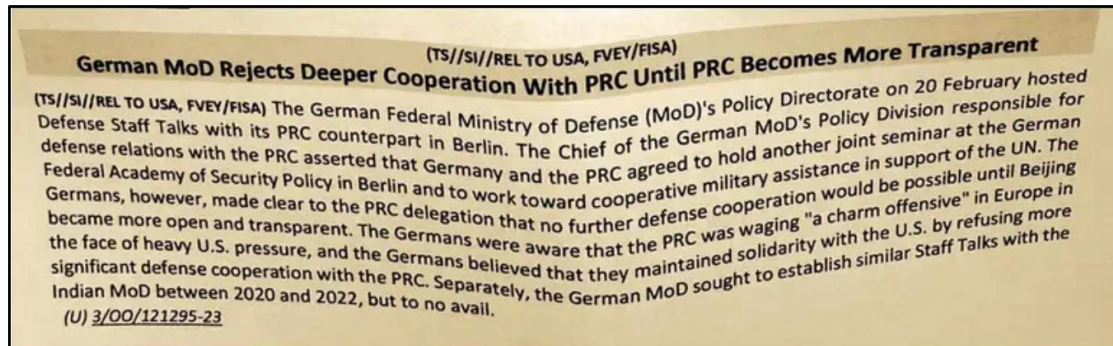 (TS//SI//REL TO USA, FVEY/FISA)
German MoD Rejects Deeper Cooperation With PRC Until PRC Becomes More Transparent
(TS//SI//REL TO USA, FVEY/FISA) The German Federal Ministry of Defense (MoD)'s Policy Directorate on 20 February hosted
Defense Staff Talks with its PRC counterpart in Berlin. The Chief of the German MoD's Policy Division responsible for
defense relations with the PRC asserted that Germany and the PRC agreed to hold another joint seminar at the German
Federal Academy of Security Policy in Berlin and to work toward cooperative military assistance in support of the UN. The
Germans, however, made clear to the PRC delegation that no further defense cooperation would be possible until Beijing
became more open and transparent. The Germans were aware that the PRC was waging "a charm offensive" in Europe in
the face of heavy U.S. pressure, and the Germans believed that they maintained solidarity with the U.S. by refusing more
significant defense cooperation with the PRC. Separately, the German MoD sought to establish similar Staff Talks with the
Indian MoD between 2020 and 2022, but to no avail.
(U) 3/OO/121295-23